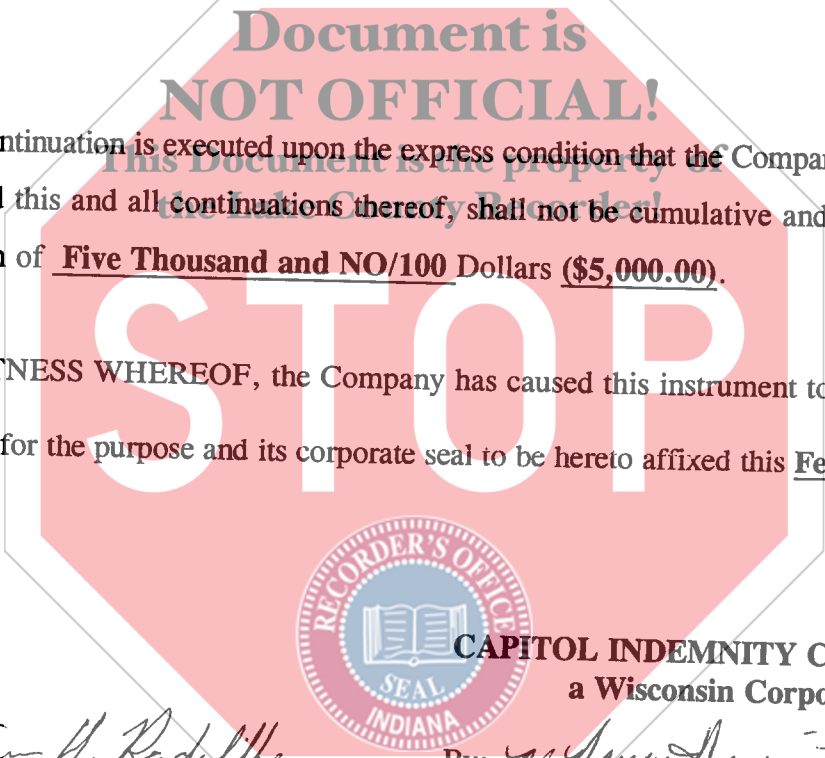 Document is
NOT OFFICIAL!
ntinuation is executed upon the express condition that the Compa
This Document is the property of
this and all continuations thereof, shall not be cumulative and
the Lake County Recorder!
of Five Thousand and NO/100 Dollars ($5,000.00).
STOP
NESS WHEREOF, the Company has caused this instrument to
for the purpose and its corporate seal to be hereto affixed this Fe
RECORDER'S OFFICE
SEAL
INDIANA
CAPITOL INDEMNITY C
a Wisconsin Corpo
By: